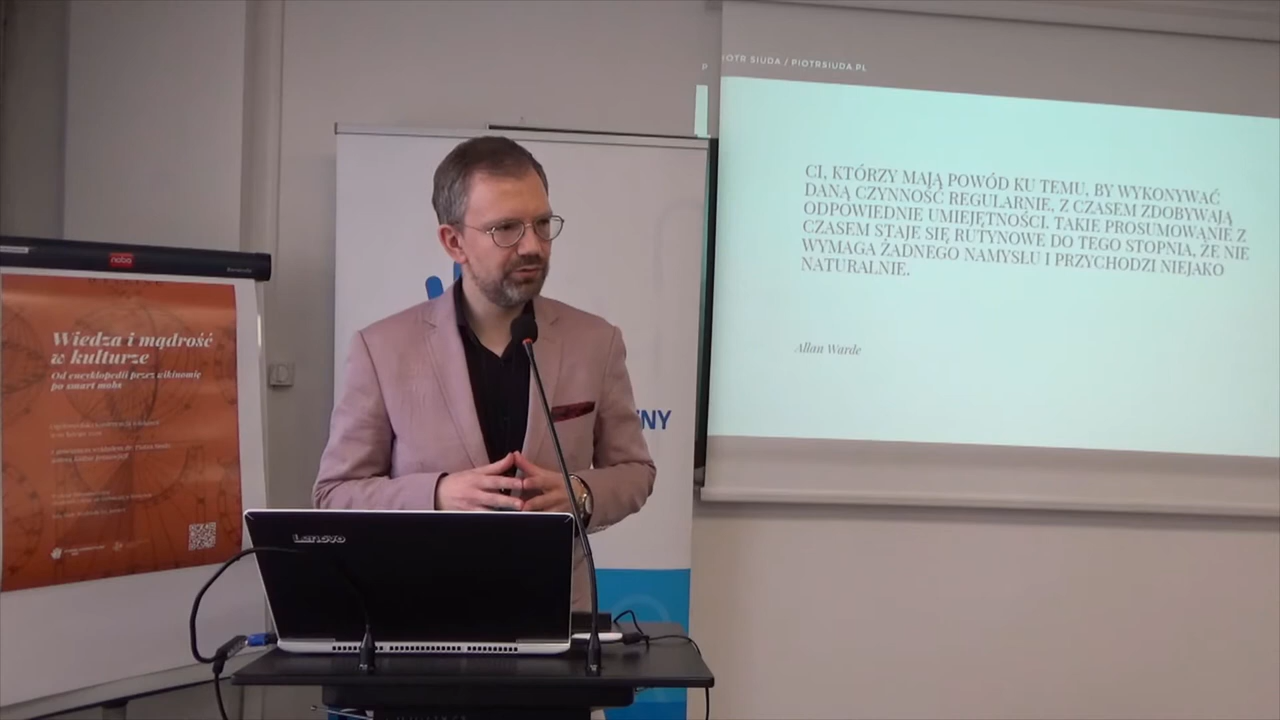 nobo
Wiedza i mądrość
w kulturze
Od encyklopedii przez wikinomię
po smart mobs
Lenovo
NY
P
IOTR SIUDA / PIOTRSIUDA.PL
CI, KTÓRZY MAJĄ POWÓD KU TEMU, BY WYKONYWAĆ
DANĄ CZYNNOŚĆ REGULARNIE, Z CZASEM ZDOBYWAJĄ
ODPOWIEDNIE UMIEJĘTNOŚCI. TAKIE PROSUMOWANIE Z
CZASEM STAJE SIĘ RUTYNOWE DO TEGO STOPNIA, ŻE NIE
WYMAGA ŻADNEGO NAMYSŁU I PRZYCHODZI NIEJAKO
NATURALNIE.
Allan Warde